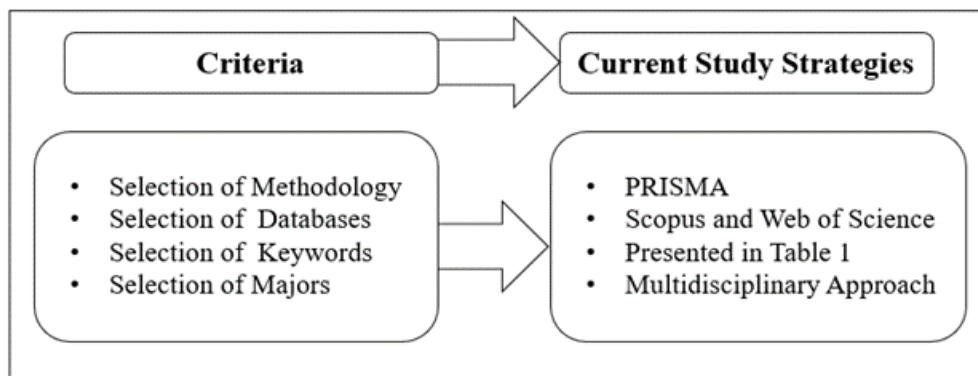 Criteria
Current Study Strategies
• Selection of Methodology
• Selection of Databases
• Selection of Keywords
• Selection of Majors
• PRISMA
• Scopus and Web of Science
• Presented in Table 1
• Multidisciplinary Approach